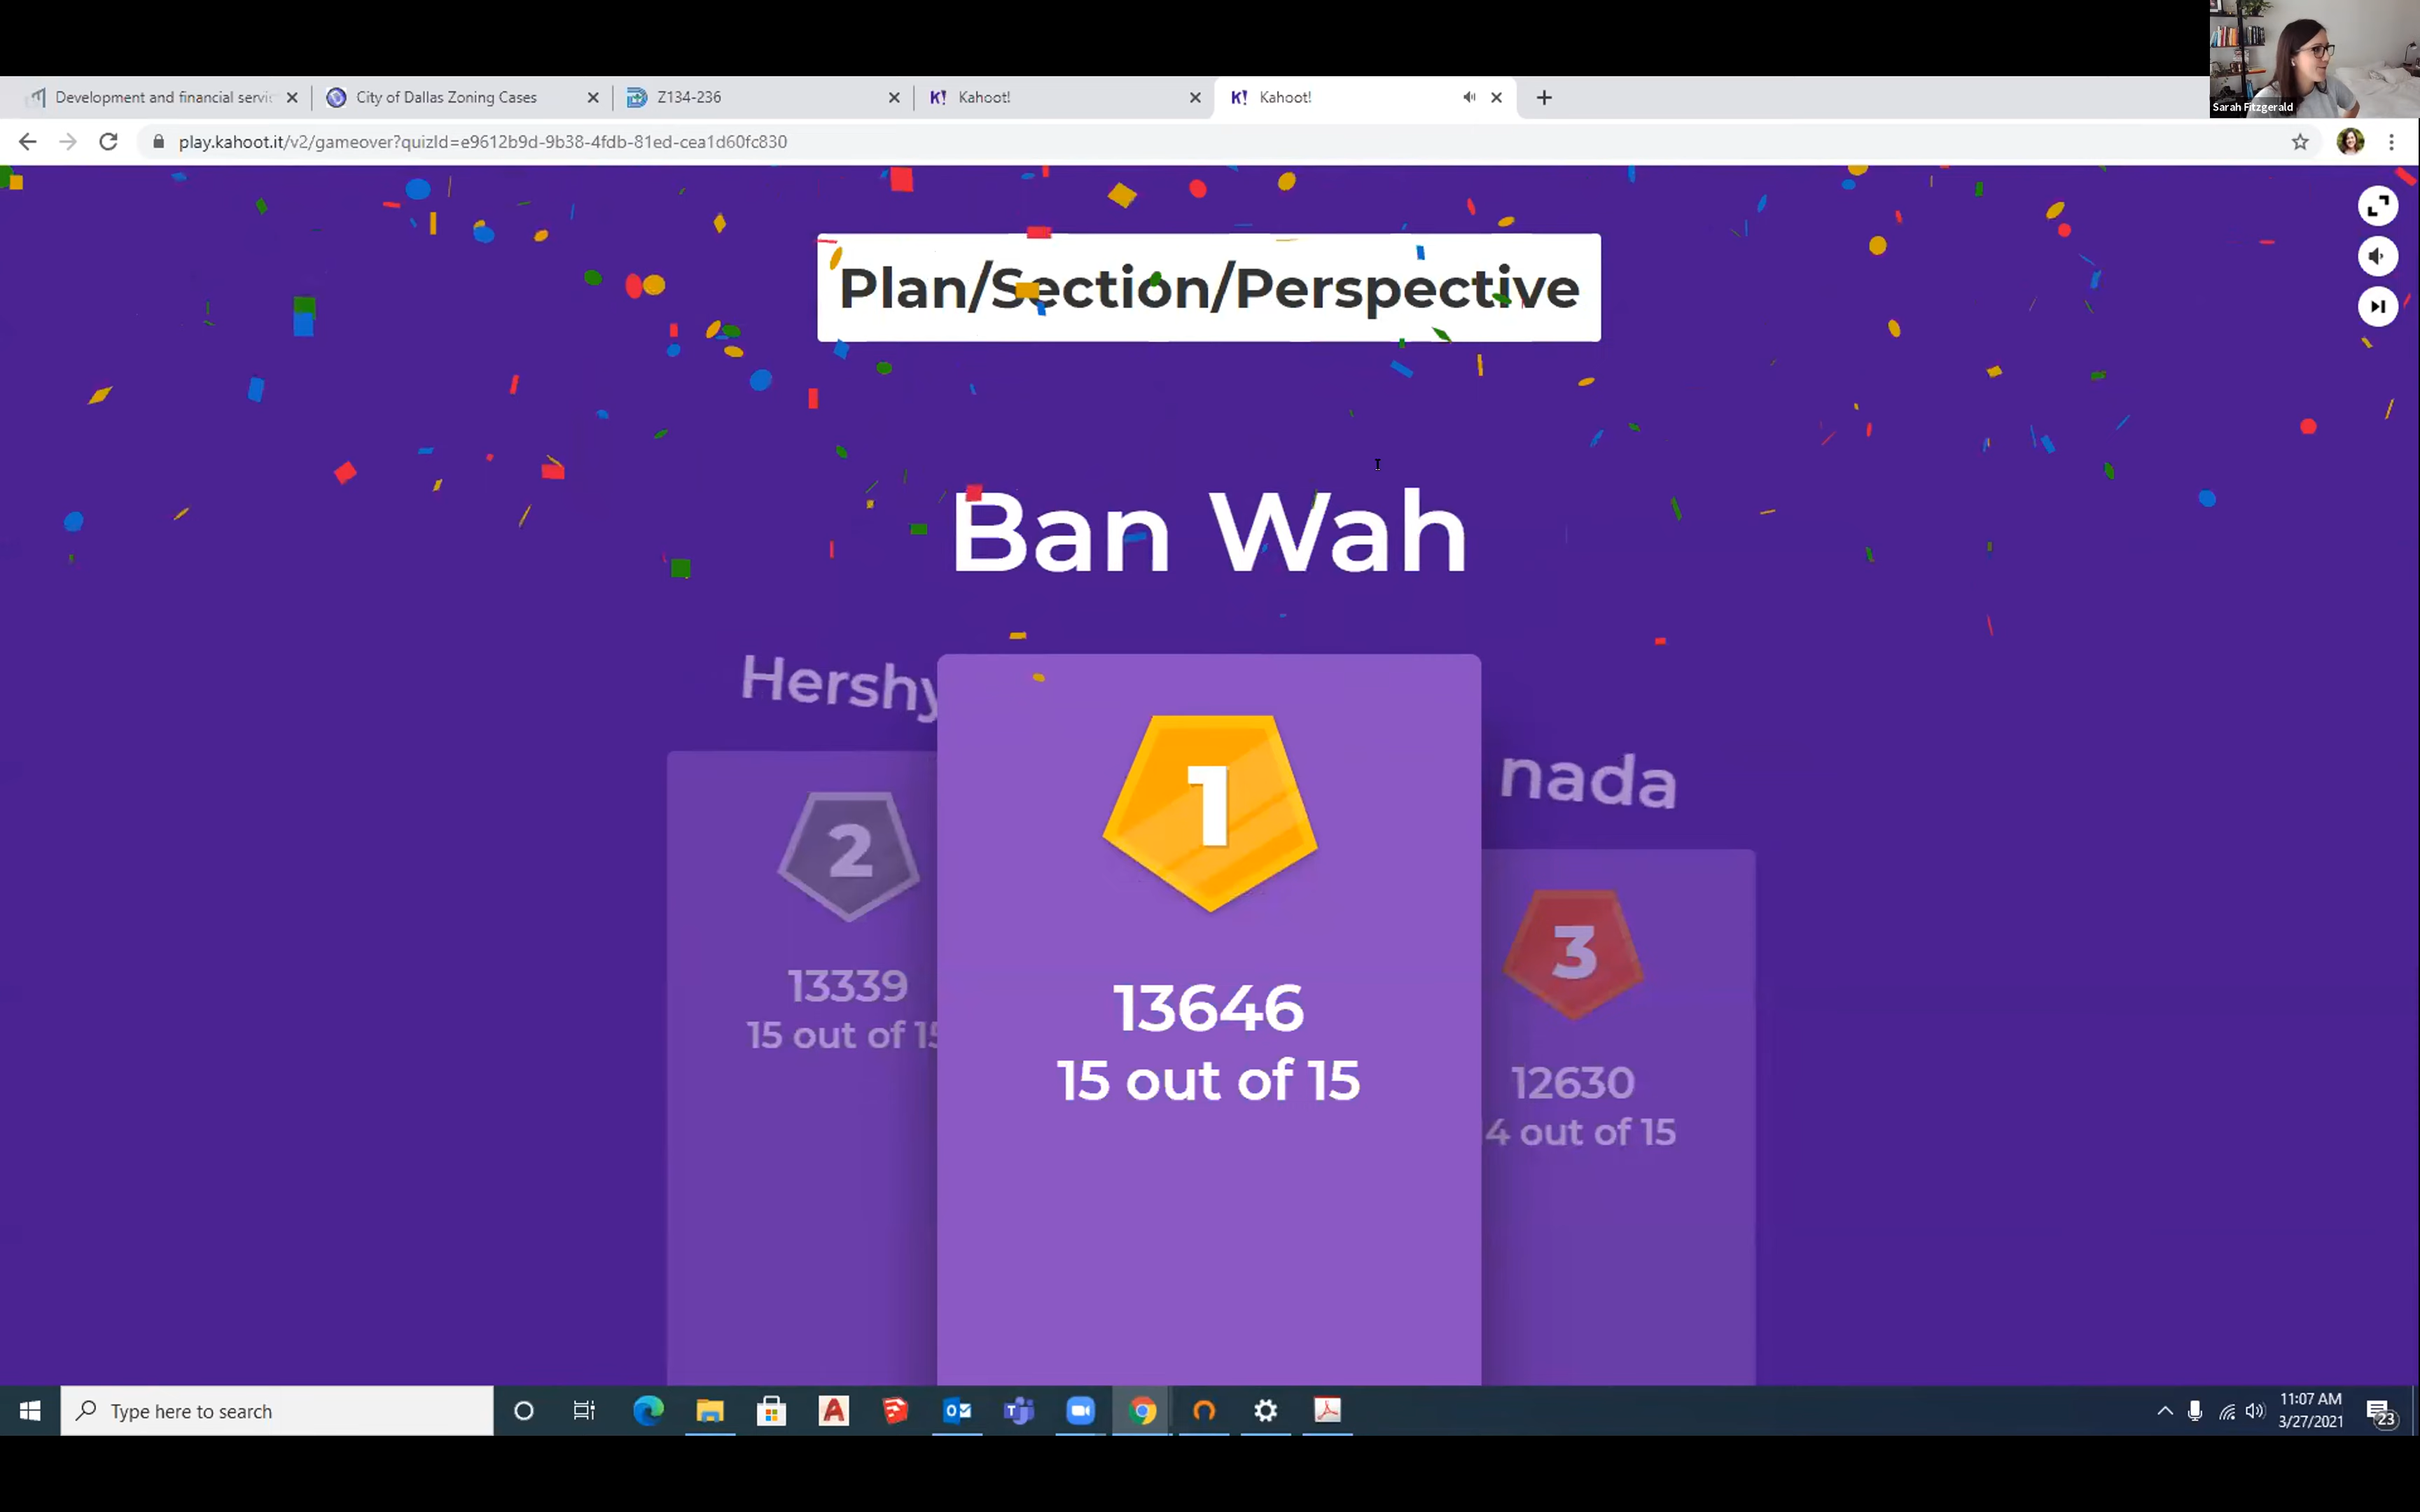 Sarah Fitzgerald
Development and financial servic
City of Dallas Zoning Cases
Z134-236
K! Kahoot!
K! Kahoot!
play.kahoot.it/v2/gameover?quizId=e9612b9d-9b38-4fdb-81ed-cea1d60fc830
Plan/Section/Perspective
Ban Wah
Hershy
nada
1
2
3
13339
15 out of 15
13646
15 out of 15
12630
4 out of 15
Type here to search
11:07 AM
3/27/2021
23